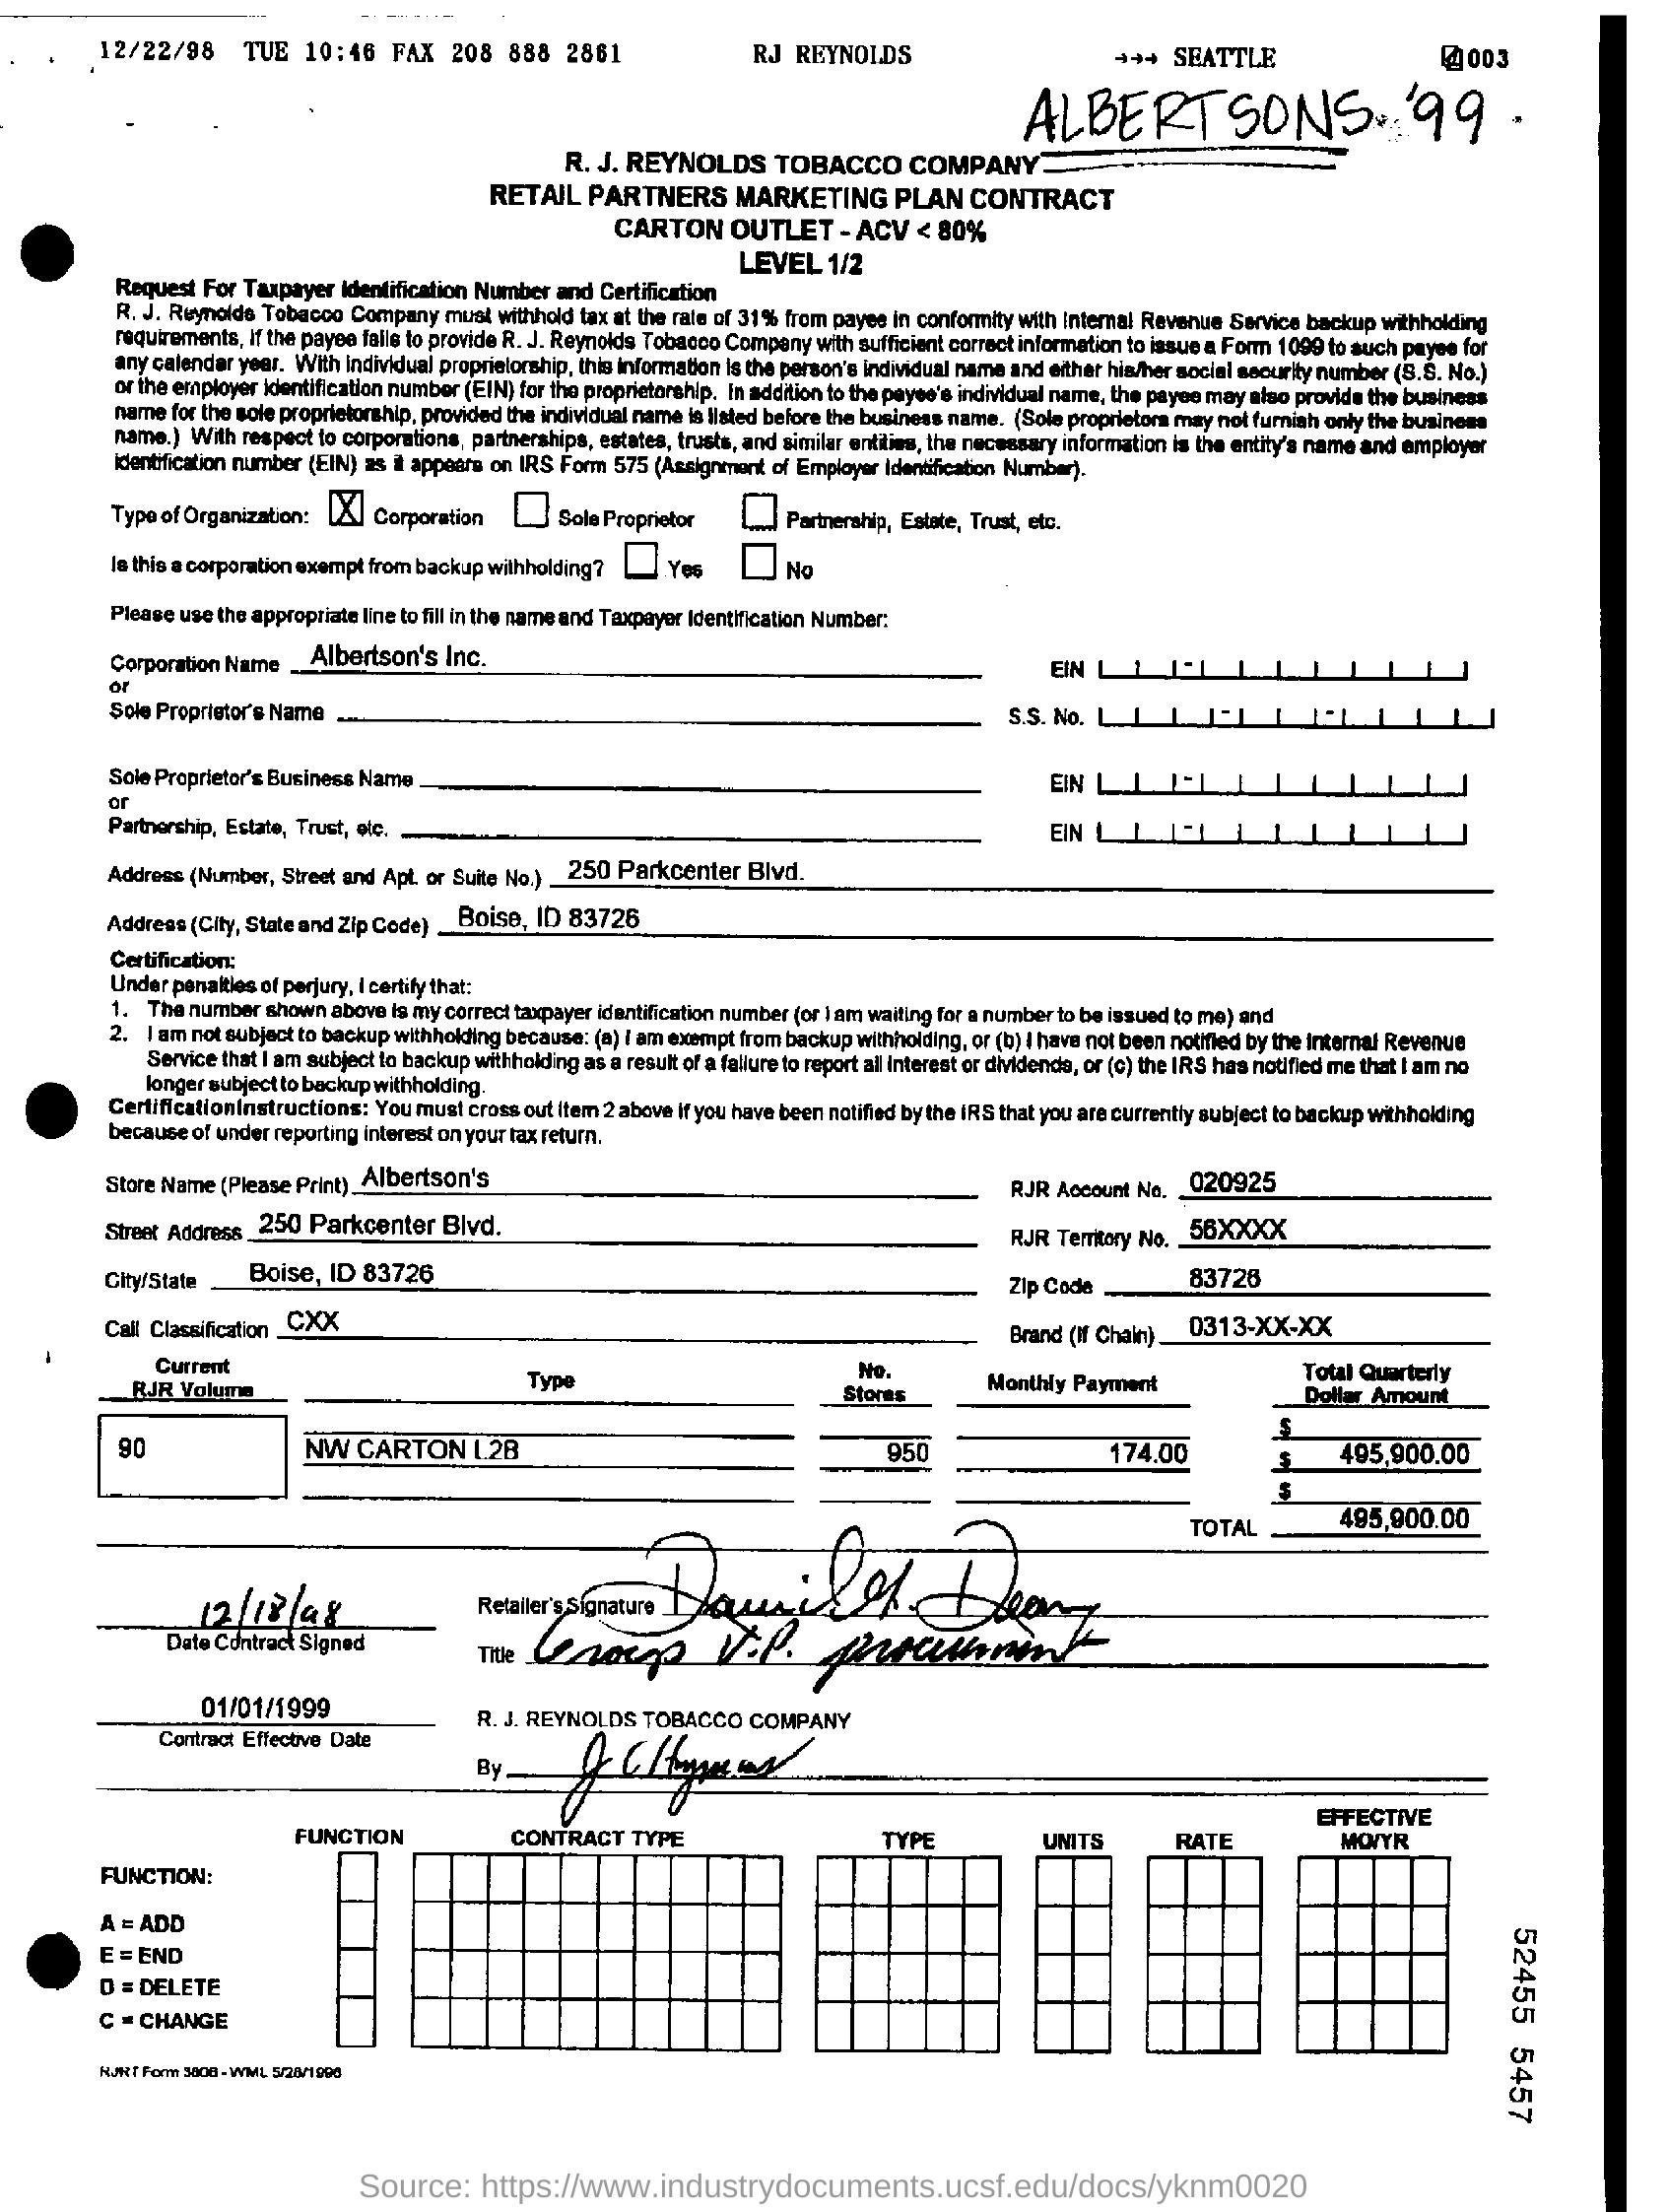 12/22/98 TUE 10:46 FAX 208 888 2861 RJ REYNOLDS →→→ SEATTLE 003
ALBERTSONS '99
R. J. REYNOLDS TOBACCO COMPANY
RETAIL PARTNERS MARKETING PLAN CONTRACT
CARTON OUTLET - ACV < 80%
LEVEL 1/2
Request For Taxpayer Identification Number and Certification
R. J. Reynolds Tobacco Company must withhold tax at the rate of 31% from payee in conformity with Internal Revenue Service backup withholding
requirements, if the payee fails to provide R. J. Reynolds Tobacco Company with sufficient correct information to issue a Form 1099 to such payee for
any calendar year. With individual proprietorship, this information is the person's individual name and either his/her social security number (S.S. No.)
or the employer identification number (EIN) for the proprietorship. In addition to the payee's individual name, the payee may also provide the business
name for the sole proprietorship, provided the individual name is listed before the business name. (Sole proprietors may not furnish only the business
name.) With respect to corporations, partnerships, estates, trusts, and similar entities, the necessary information is the entity's name and employer
identification number (EIN) as it appears on IRS Form 575 (Assignment of Employer Identification Number).
Type of Organization: X Corporation Sole Proprietor Partnership, Estate, Trust, etc.
Is this a corporation exempt from backup withholding? Yes No
Please use the appropriate line to fill in the name and Taxpayer Identification Number:
Corporation Name Albertson's Inc. EIN
or
Sole Proprietor's Name S.S. No.
Sole Proprietor's Business Name EIN
or
Partnership, Estate, Trust, etc. EIN
Address (Number, Street and Apt. or Suite No.) 250 Parkcenter Blvd.
Address (City, State and Zip Code) Boise, ID 83726
Certification:
Under penalties of perjury, I certify that:
1. The number shown above is my correct taxpayer identification number (or I am waiting for a number to be issued to me) and
2. I am not subject to backup withholding because: (a) I am exempt from backup withholding, or (b) I have not been notified by the Internal Revenue
Service that I am subject to backup withholding as a result of a failure to report all interest or dividends, or (c) the IRS has notified me that I am no
longer subject to backup withholding.
Certification Instructions: You must cross out item 2 above if you have been notified by the IRS that you are currently subject to backup withholding
because of under reporting interest on your tax return.
Store Name (Please Print) Albertson's RJR Account No. 020925
Street Address 250 Parkcenter Blvd. RJR Territory No. 56XXXX
City/State Boise, ID 83726 Zip Code 83726
Call Classification CXX Brand (If Chain) 0313-XX-XX
Current RJR Volume Type No. Stores Monthly Payment Total Quarterly Dollar Amount
$
90 NW CARTON L2B 950 174.00 $ 495,900.00
$
TOTAL 495,900.00
12/18/98 Retailer's Signature
Date Contract Signed Title Group V.P. procurement
01/01/1999 R. J. REYNOLDS TOBACCO COMPANY
Contract Effective Date
By
FUNCTION CONTRACT TYPE TYPE UNITS RATE EFFECTIVE MO/YR
FUNCTION:
A = ADD
E = END
D = DELETE
C = CHANGE
RJRT Form 3806 - WML 5/28/1996
52455 5457
Source: https://www.industrydocuments.ucsf.edu/docs/yknm0020